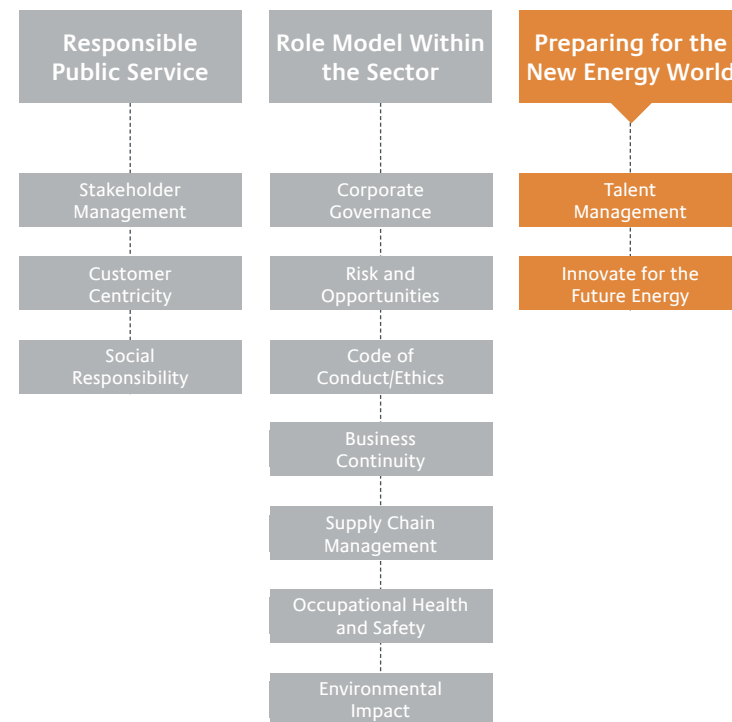 Responsible
Public Service
Stakeholder
Management
Customer
Centricity
Social
Responsibility
Role Model Within
the Sector
Corporate
Governance
Risk and
Opportunities
Code of
Conduct/Ethics
Business
Continuity
Supply Chain
Management
Occupational Health
and Safety
Environmental
Impact
Preparing for the
New Energy World
Talent
Management
Innovate for the
Future Energy